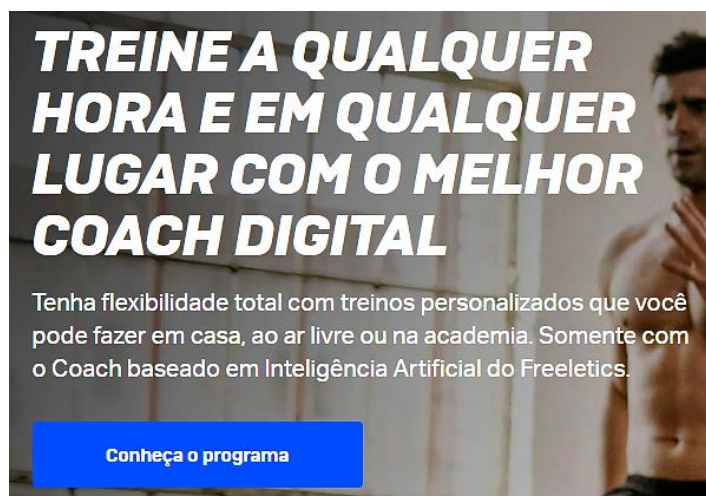 TREINE A QUALQUER
HORA E EM QUALQUER
LUGAR COM O MELHOR
COACH DIGITAL
Tenha flexibilidade total com treinos personalizados que você
pode fazer em casa, ao ar livre ou na academia. Somente com
o Coach baseado em Inteligência Artificial do Freeletics.
Conheça o programa